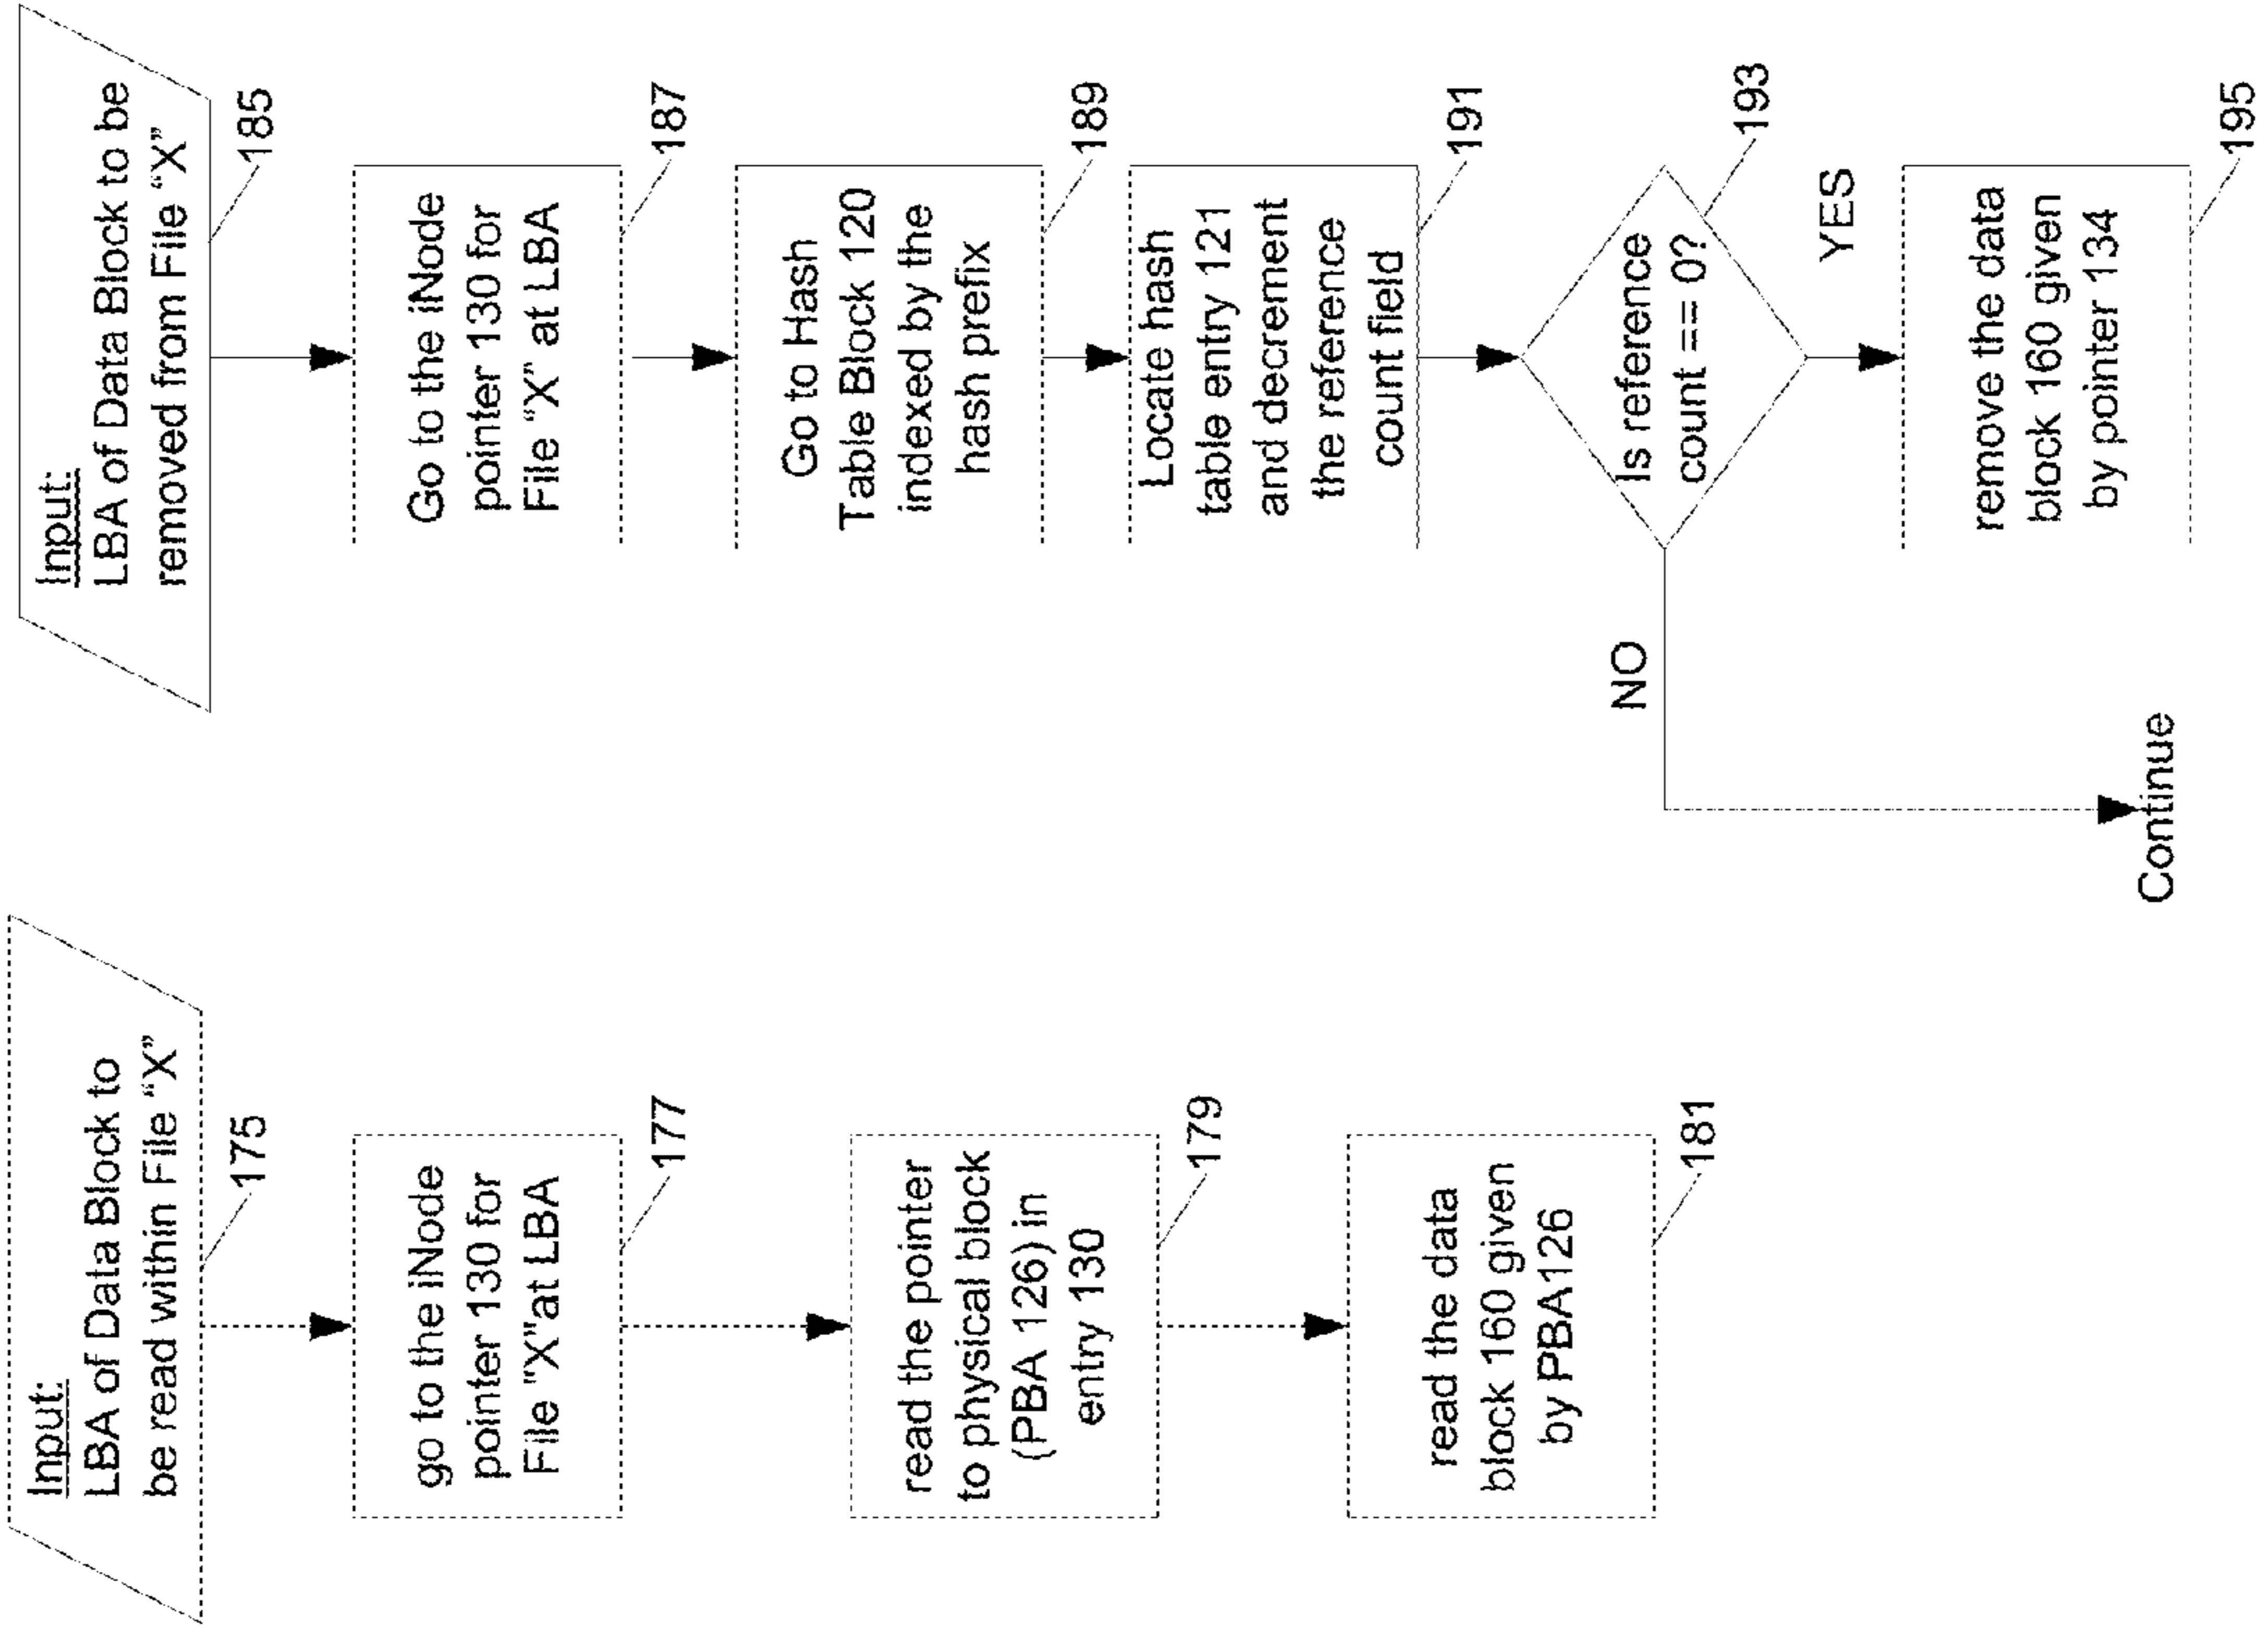 Input:
LBA of Data Block to
be read within File “X”
175
go to the iNode
pointer 130 for
File "X"at LBA
177
read the pointer
to physical block
(PBA 126) in
entry 130
179
read the data
block 160 given
by PBA126
181
Input:
LBA of Data Block to be
removed from File “X”
185
Go to the iNode
pointer 130 for
File “X” at LBA
187
Go to Hash
Table Block 120
indexed by the
hash prefix
189
Locate hash
table entry 121
and decrement
the reference
count field
191
Is reference
count == 0?
193
NO
YES
Continue
remove the data
block 160 given
by pointer 134
195